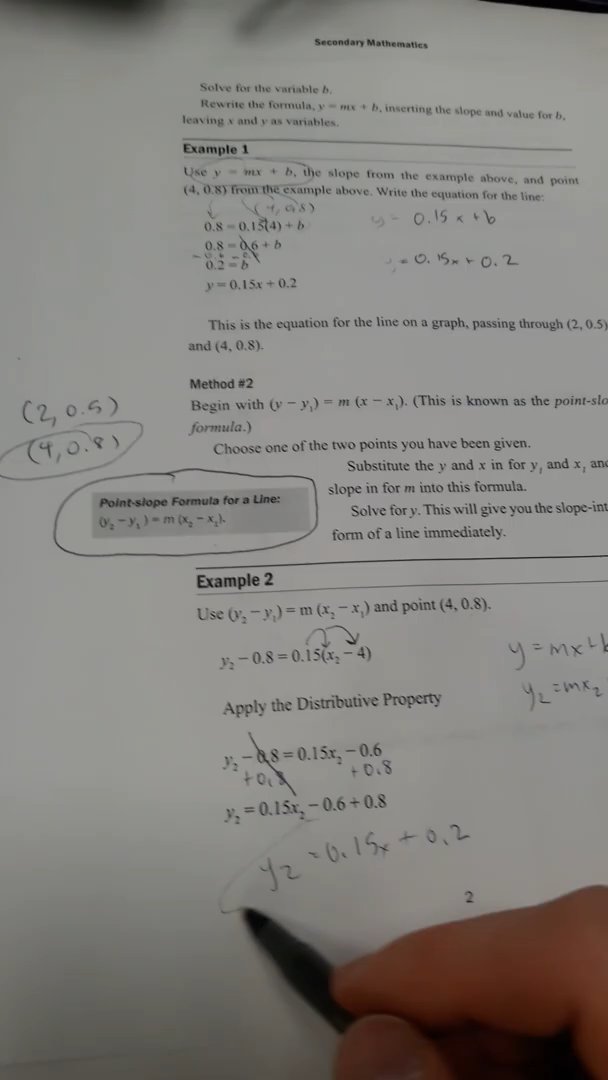 Secondary Mathematics
Solve for the variable b.
Rewrite the formula, y = mx + b, inserting the slope and value for b,
leaving x and y as variables.
Example 1
Use y = mx + b, the slope from the example above, and point
(4, 0.8) from the example above. Write the equation for the line:
(4, 0.8)
0.8 = 0.15(4) + b
y = 0.15x + b
0.8 = 0.6 + b
0.2 = b
y = 0.15x + 0.2
= 0.15x + 0.2
This is the equation for the line on a graph, passing through (2, 0.5)
and (4, 0.8).
Method #2
Begin with (y – y₁) = m (x – x₁). (This is known as the point-slo
formula.)
(2, 0.5)
(4, 0.8)
Choose one of the two points you have been given.
Substitute the y and x in for y₁ and x₁ and
slope in for m into this formula.
Solve for y. This will give you the slope-int
form of a line immediately.
Point-slope Formula for a Line:
(y₂ – y₁) = m (x₂ – x₁).
Example 2
Use (y₂ – y₁) = m (x₂ – x₁) and point (4, 0.8).
y₂ – 0.8 = 0.15(x₂ – 4)
y = mx + b
y₂ = mx₂
Apply the Distributive Property
y₂ – 0.8 = 0.15x₂ – 0.6
+0.8 +0.8
y₂ = 0.15x₂ – 0.6 + 0.8
y₂ = 0.15x + 0.2
2